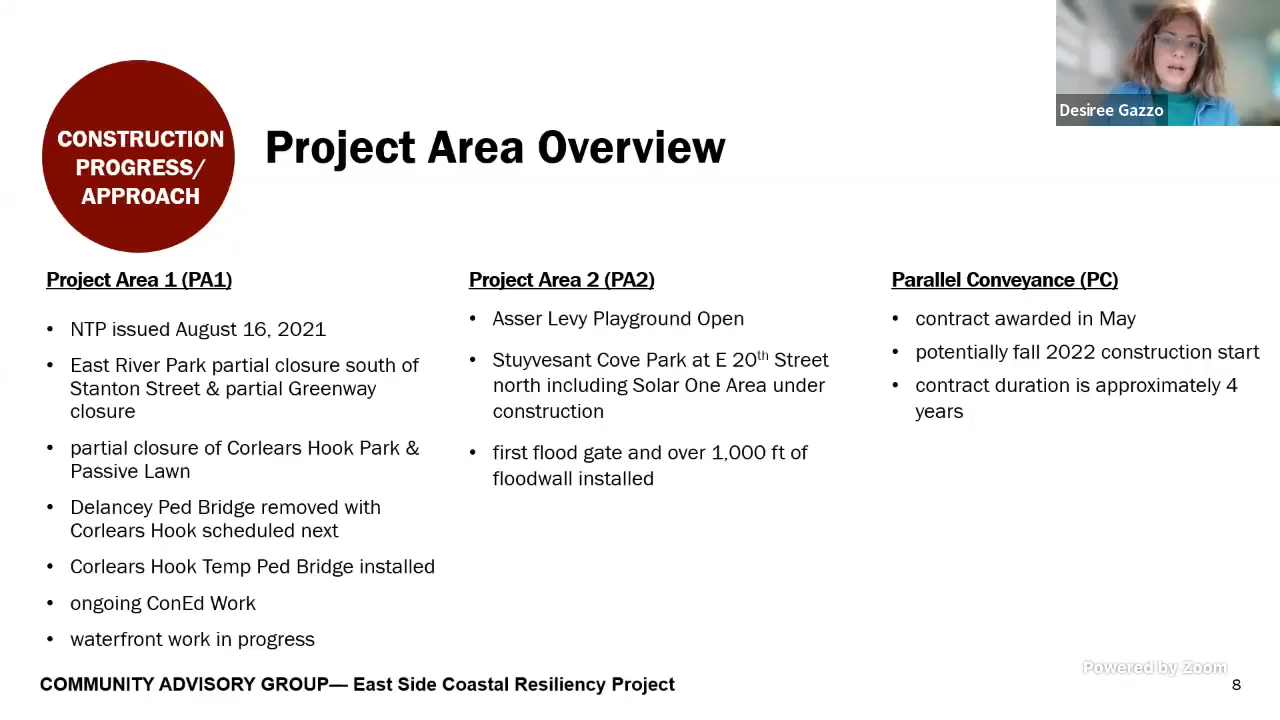 Desiree Gazzo
CONSTRUCTION
PROGRESS/
APPROACH
Project Area Overview
Project Area 1 (PA1)
• NTP issued August 16, 2021
• East River Park partial closure south of
Stanton Street & partial Greenway
closure
• partial closure of Corlears Hook Park &
Passive Lawn
• Delancey Ped Bridge removed with
Corlears Hook scheduled next
• Corlears Hook Temp Ped Bridge installed
• ongoing ConEd Work
• waterfront work in progress
Project Area 2 (PA2)
• Asser Levy Playground Open
• Stuyvesant Cove Park at E 20th Street
north including Solar One Area under
construction
• first flood gate and over 1,000 ft of
floodwall installed
Parallel Conveyance (PC)
• contract awarded in May
• potentially fall 2022 construction start
• contract duration is approximately 4
years
Powered by Zoom
COMMUNITY ADVISORY GROUP— East Side Coastal Resiliency Project
8